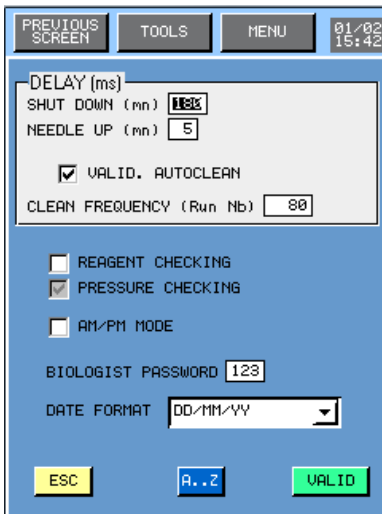 PREVIOUS SCREEN TOOLS MENU 01/02 15:42
DELAY (ms)
SHUT DOWN (mn) 180
NEEDLE UP (mn) 5
VALID. AUTOCLEAN
CLEAN FREQUENCY (Run Nb) 80
REAGENT CHECKING
PRESSURE CHECKING
AM/PM MODE
BIOLOGIST PASSWORD 123
DATE FORMAT DD/MM/YY
ESC A..Z VALID